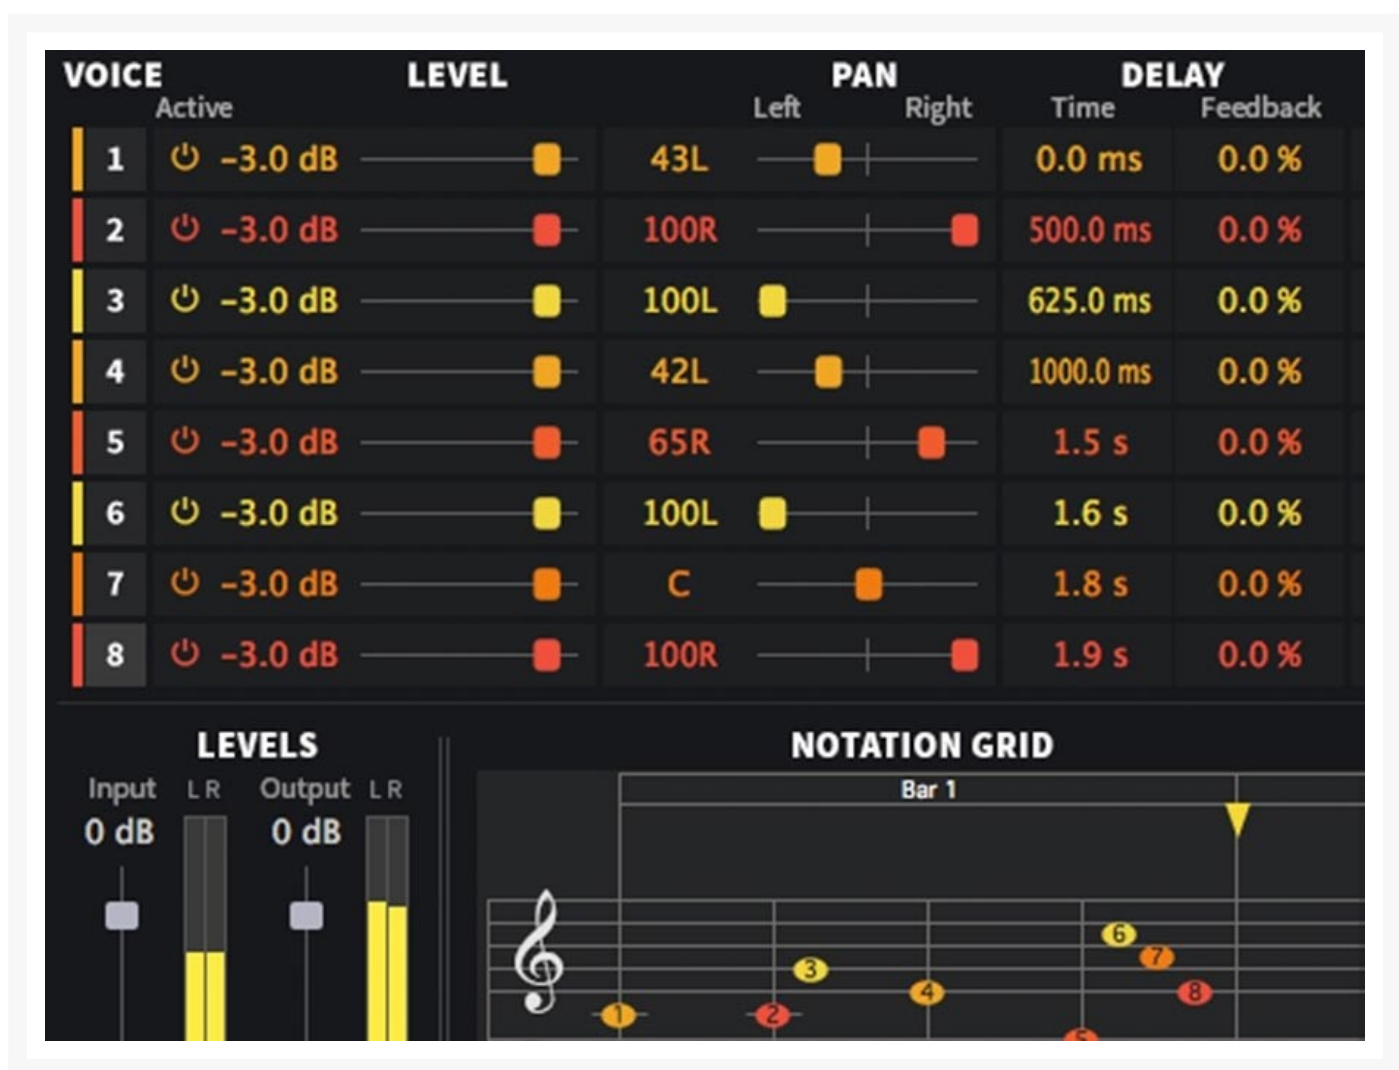 VOICE LEVEL PAN DELAY
Active Left Right Time Feedback
1 -3.0 dB 43L 0.0 ms 0.0 %
2 -3.0 dB 100R 500.0 ms 0.0 %
3 -3.0 dB 100L 625.0 ms 0.0 %
4 -3.0 dB 42L 1000.0 ms 0.0 %
5 -3.0 dB 65R 1.5 s 0.0 %
6 -3.0 dB 100L 1.6 s 0.0 %
7 -3.0 dB C 1.8 s 0.0 %
8 -3.0 dB 100R 1.9 s 0.0 %
LEVELS
Input L R Output L R
0 dB 0 dB
NOTATION GRID
Bar 1
6
7
3
4 8
1 2
5